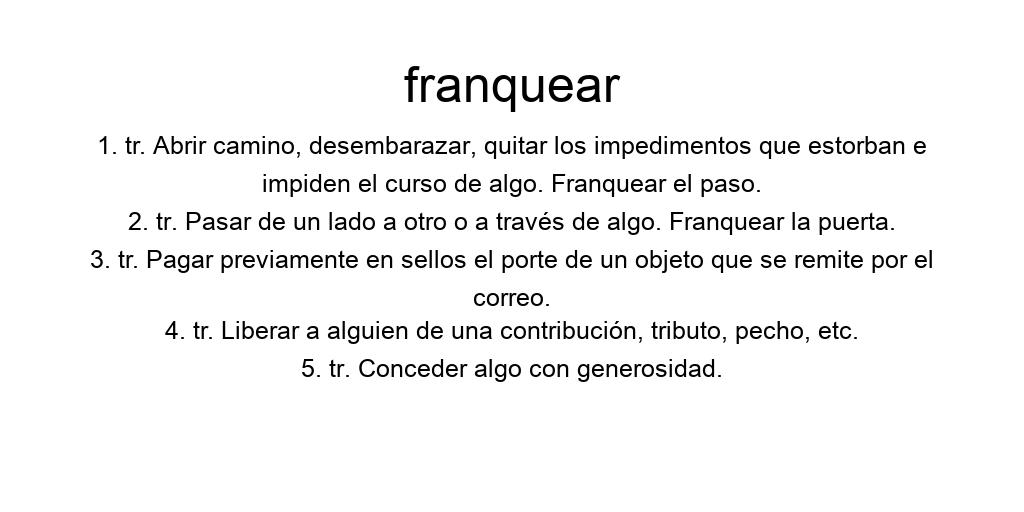 franquear
1. tr. Abrir camino, desembarazar, quitar los impedimentos que estorban e
impiden el curso de algo. Franquear el paso.
2. tr. Pasar de un lado a otro o a través de algo. Franquear la puerta.
3. tr. Pagar previamente en sellos el porte de un objeto que se remite por el
correo.
4. tr. Liberar a alguien de una contribución, tributo, pecho, etc.
5. tr. Conceder algo con generosidad.